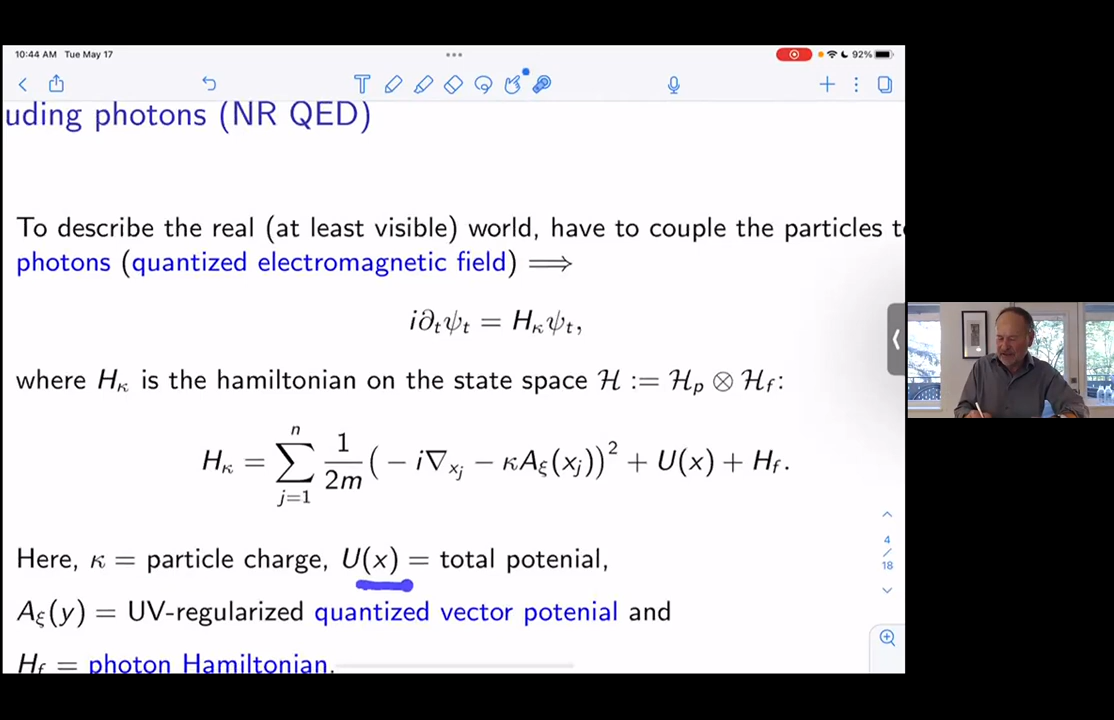 10:44 AM Tue May 17
92%
uding photons (NR QED)
To describe the real (at least visible) world, have to couple the particles t
photons (quantized electromagnetic field) ⟹
i∂ₜψₜ = H_κψₜ,
where H_κ is the hamiltonian on the state space ℋ := ℋ_p ⊗ ℋ_f:
H_κ = ∑_{j=1}^{n} \frac{1}{2m}( − i∇_{x_j} − κA_ξ(x_j))² + U(x) + H_f.
Here, κ = particle charge, U(x) = total potenial,
A_ξ(y) = UV-regularized quantized vector potenial and
H_f = photon Hamiltonian.
4
/
18